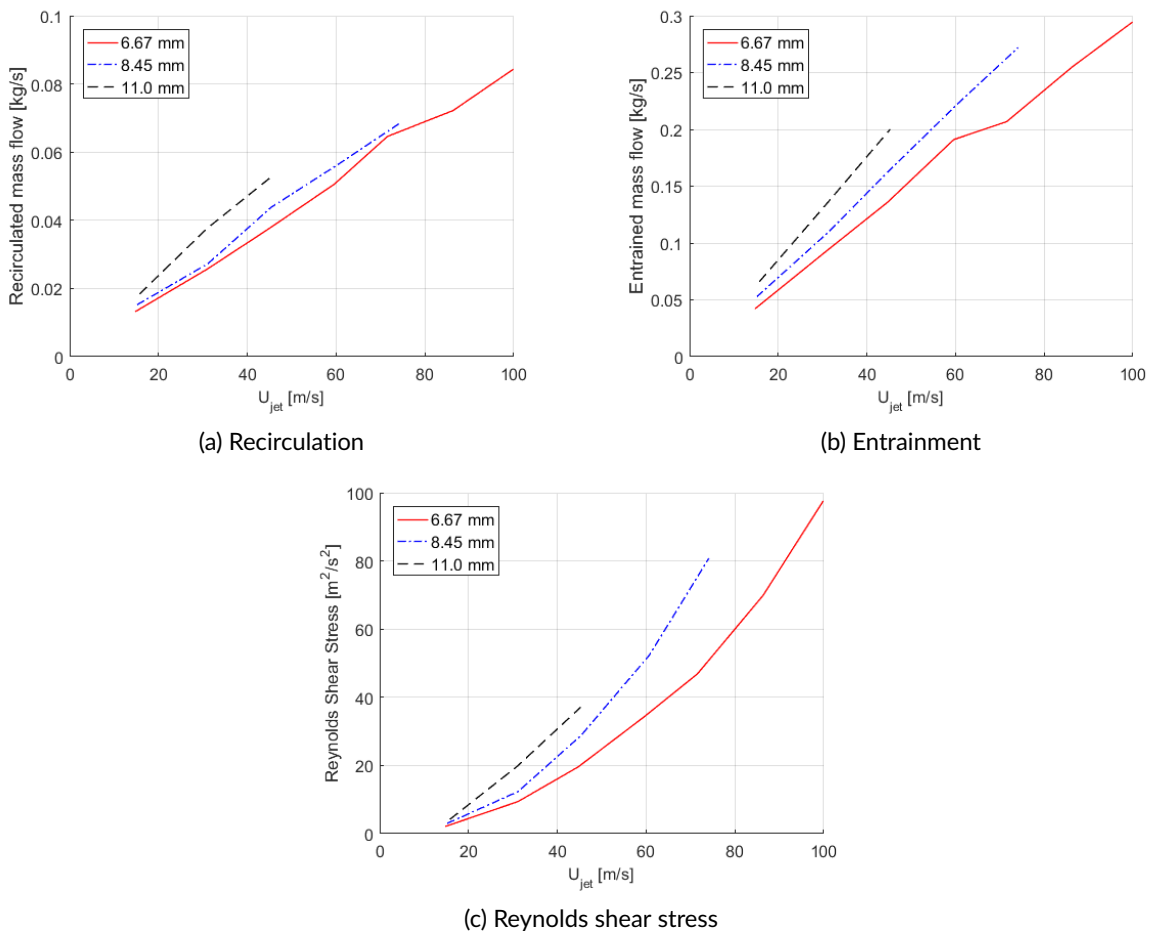 0.1
0.08
0.06
0.04
0.02
0
Recirculated mass flow [kg/s]
6.67 mm
8.45 mm
11.0 mm
0 20 40 60 80 100
U_jet [m/s]
(a) Recirculation
0.3
0.25
0.2
0.15
0.1
0.05
0
Entrained mass flow [kg/s]
6.67 mm
8.45 mm
11.0 mm
0 20 40 60 80 100
U_jet [m/s]
(b) Entrainment
100
80
60
40
20
0
Reynolds Shear Stress [m²/s²]
6.67 mm
8.45 mm
11.0 mm
0 20 40 60 80 100
U_jet [m/s]
(c) Reynolds shear stress